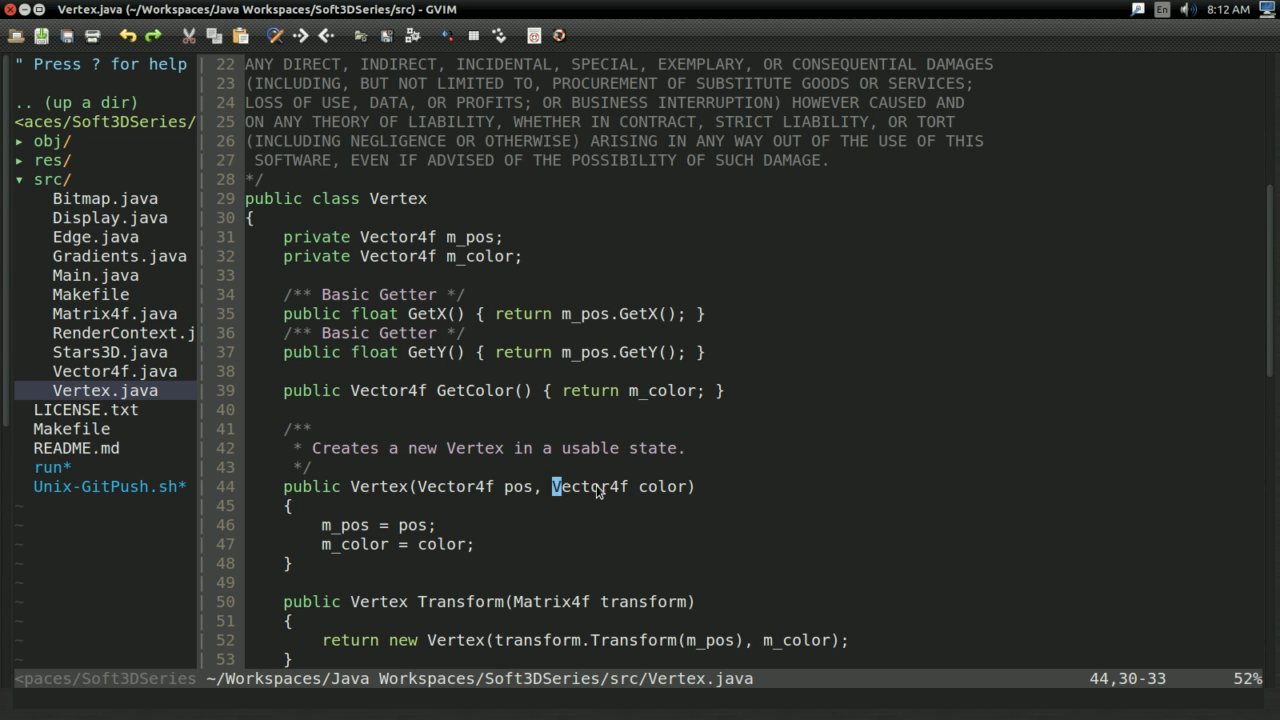 Vertex.java (~/Workspaces/Java Workspaces/Soft3DSeries/src) - GVIM
En
8:12 AM
" Press ? for help
.. (up a dir)
<aces/Soft3DSeries/
▸ obj/
▸ res/
▾ src/
Bitmap.java
Display.java
Edge.java
Gradients.java
Main.java
Makefile
Matrix4f.java
RenderContext.j
Stars3D.java
Vector4f.java
Vertex.java
LICENSE.txt
Makefile
README.md
run*
Unix-GitPush.sh*
~
~
~
~
~
~
~
~
~
22 ANY DIRECT, INDIRECT, INCIDENTAL, SPECIAL, EXEMPLARY, OR CONSEQUENTIAL DAMAGES
23 (INCLUDING, BUT NOT LIMITED TO, PROCUREMENT OF SUBSTITUTE GOODS OR SERVICES;
24 LOSS OF USE, DATA, OR PROFITS; OR BUSINESS INTERRUPTION) HOWEVER CAUSED AND
25 ON ANY THEORY OF LIABILITY, WHETHER IN CONTRACT, STRICT LIABILITY, OR TORT
26 (INCLUDING NEGLIGENCE OR OTHERWISE) ARISING IN ANY WAY OUT OF THE USE OF THIS
27  SOFTWARE, EVEN IF ADVISED OF THE POSSIBILITY OF SUCH DAMAGE.
28 */
29 public class Vertex
30 {
31     private Vector4f m_pos;
32     private Vector4f m_color;
33
34     /** Basic Getter */
35     public float GetX() { return m_pos.GetX(); }
36     /** Basic Getter */
37     public float GetY() { return m_pos.GetY(); }
38
39     public Vector4f GetColor() { return m_color; }
40
41     /**
42      * Creates a new Vertex in a usable state.
43      */
44     public Vertex(Vector4f pos, Vector4f color)
45     {
46         m_pos = pos;
47         m_color = color;
48     }
49
50     public Vertex Transform(Matrix4f transform)
51     {
52         return new Vertex(transform.Transform(m_pos), m_color);
53     }
<paces/Soft3DSeries ~/Workspaces/Java Workspaces/Soft3DSeries/src/Vertex.java 44,30-33 52%